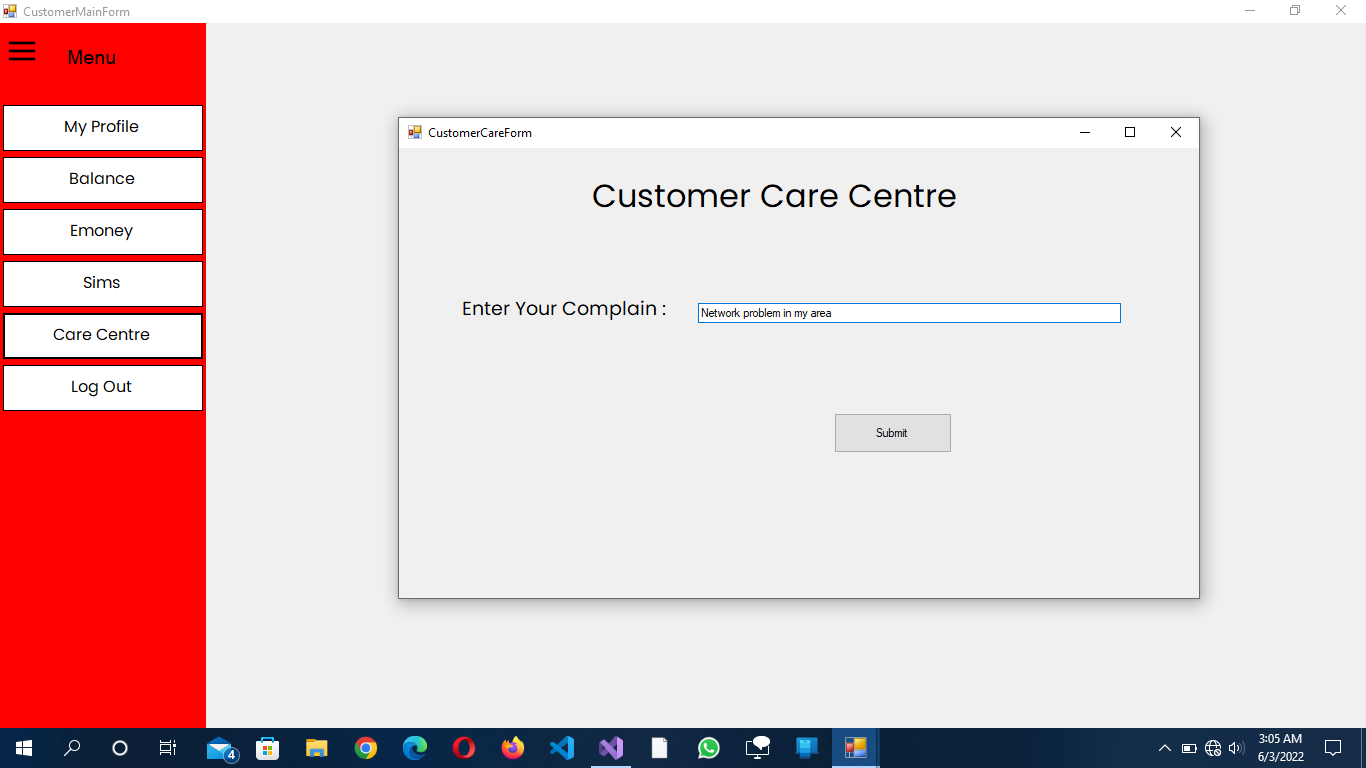 CustomerMainForm
Menu
My Profile
Balance
Emoney
Sims
Care Centre
Log Out
CustomerCareForm
Customer Care Centre
Enter Your Complain :
Network problem in my area
Submit
4
3:05 AM
6/3/2022